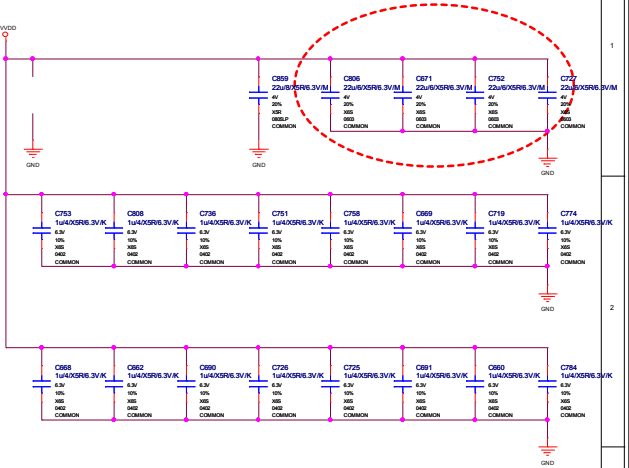 VVDD
1
C859
22u/8/X5R/6.3V/M
4V
20%
X5R
0805LP
COMMON
C806
22u/6/X5R/6.3V/M
4V
20%
X6S
0603
COMMON
C671
22u/6/X5R/6.3V/M
4V
20%
X6S
0603
COMMON
C752
22u/6/X5R/6.3V/M
4V
20%
X6S
0603
COMMON
C727
22u/6/X5R/6.3V/M
4V
20%
X6S
0603
COMMON
GND
GND
GND
C753
1u/4/X5R/6.3V/K
6.3V
10%
X6S
0402
COMMON
C808
1u/4/X5R/6.3V/K
6.3V
10%
X6S
0402
COMMON
C736
1u/4/X5R/6.3V/K
6.3V
10%
X6S
0402
COMMON
C751
1u/4/X5R/6.3V/K
6.3V
10%
X6S
0402
COMMON
C758
1u/4/X5R/6.3V/K
6.3V
10%
X6S
0402
COMMON
C669
1u/4/X5R/6.3V/K
6.3V
10%
X6S
0402
COMMON
C719
1u/4/X5R/6.3V/K
6.3V
10%
X6S
0402
COMMON
C774
1u/4/X5R/6.3V/K
6.3V
10%
X6S
0402
COMMON
GND
2
C668
1u/4/X5R/6.3V/K
6.3V
10%
X6S
0402
COMMON
C662
1u/4/X5R/6.3V/K
6.3V
10%
X6S
0402
COMMON
C690
1u/4/X5R/6.3V/K
6.3V
10%
X6S
0402
COMMON
C726
1u/4/X5R/6.3V/K
6.3V
10%
X6S
0402
COMMON
C725
1u/4/X5R/6.3V/K
6.3V
10%
X6S
0402
COMMON
C691
1u/4/X5R/6.3V/K
6.3V
10%
X6S
0402
COMMON
C660
1u/4/X5R/6.3V/K
6.3V
10%
X6S
0402
COMMON
C784
1u/4/X5R/6.3V/K
6.3V
10%
X6S
0402
COMMON
GND